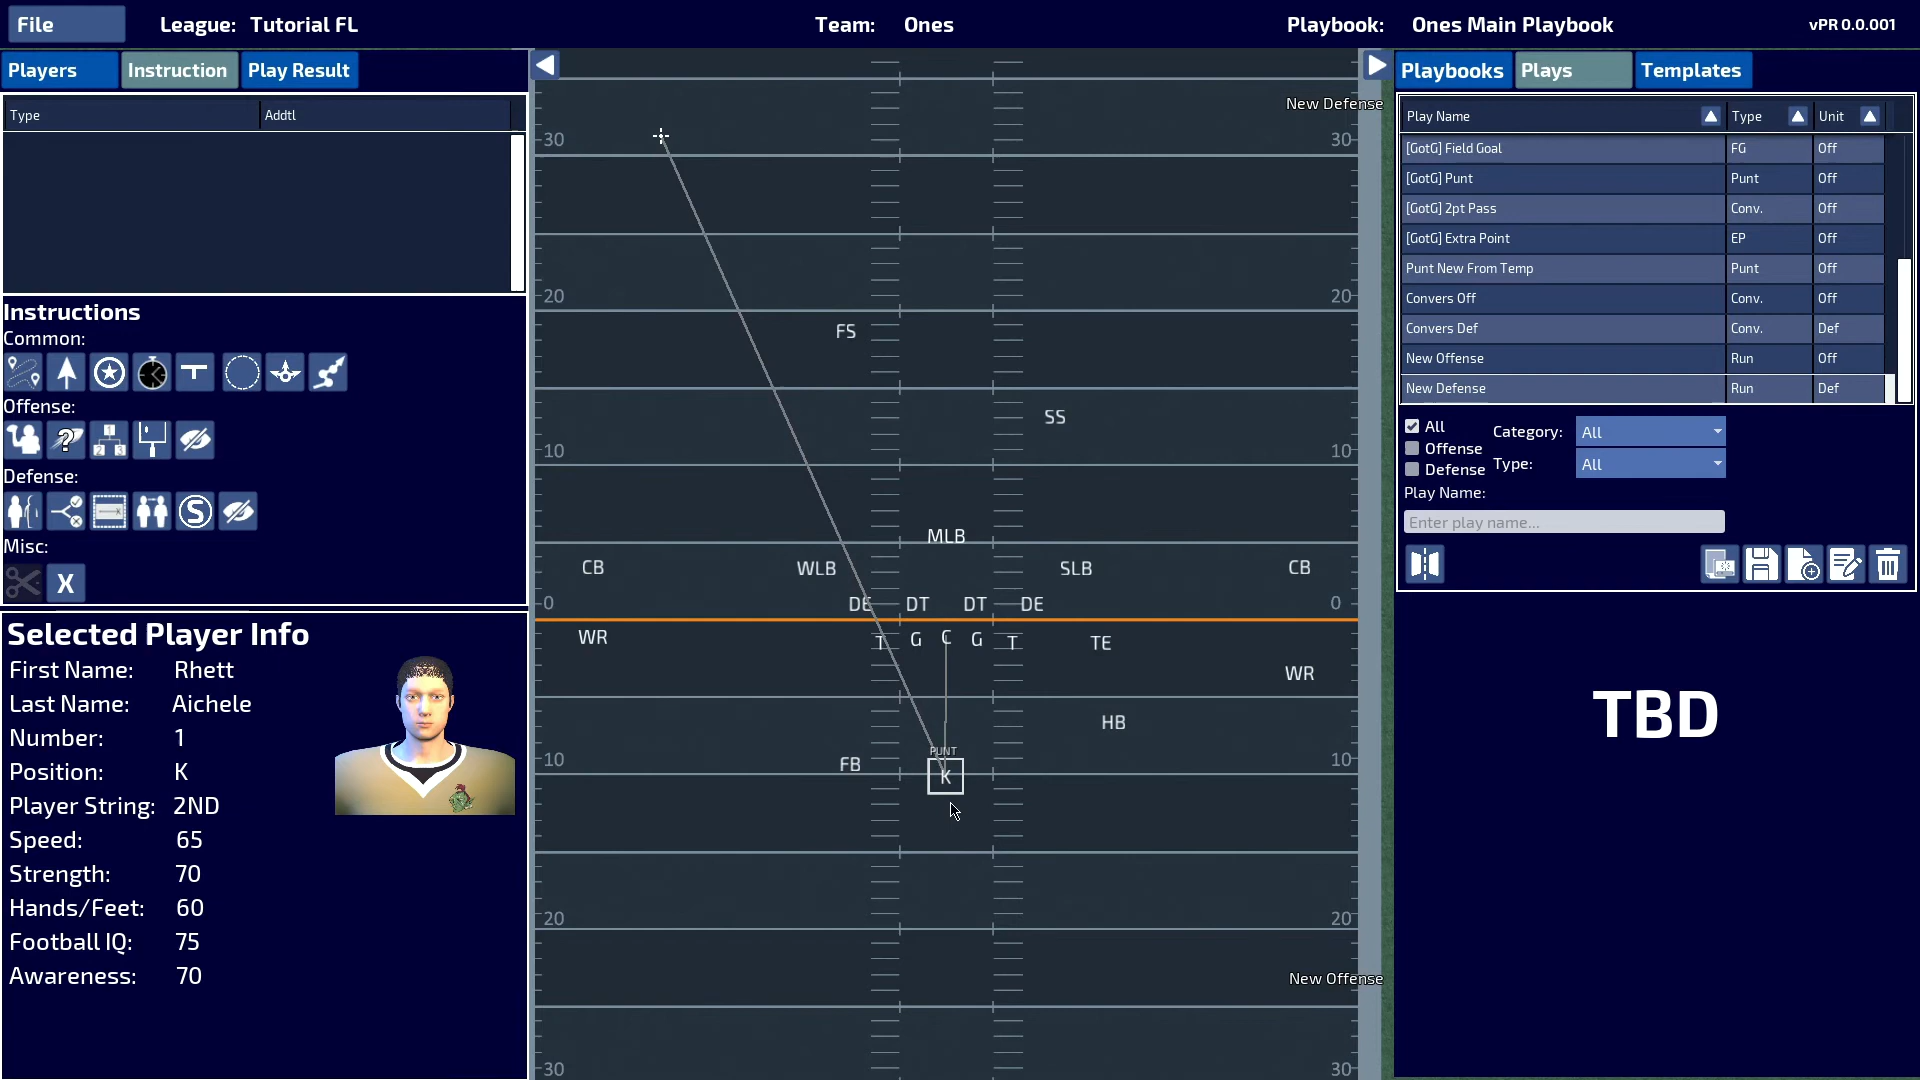 File
League: Tutorial FL
Team: Ones
Playbook: Ones Main Playbook
vPR 0.0.001
Players Instruction Play Result
Type Addtl
Instructions
Common:
Offense:
1
2 3
Defense:
S
Misc:
X
Selected Player Info
First Name: Rhett
Last Name: Aichele
Number: 1
Position: K
Player String: 2ND
Speed: 65
Strength: 70
Hands/Feet: 60
Football IQ: 75
Awareness: 70
New Defense
30 30
20 20
FS
SS
10 10
MLB
CB WLB SLB CB
DE DT DT DE
0 0
WR T G C G T TE
WR
HB
PUNT
10 FB K 10
20 20
New Offense
30 30
Playbooks Plays Templates
Play Name Type Unit
[GotG] Field Goal FG Off
[GotG] Punt Punt Off
[GotG] 2pt Pass Conv. Off
[GotG] Extra Point EP Off
Punt New From Temp Punt Off
Convers Off Conv. Off
Convers Def Conv. Def
New Offense Run Off
New Defense Run Def
All
Offense
Defense
Category: All
Type: All
Play Name:
Enter play name...
TBD